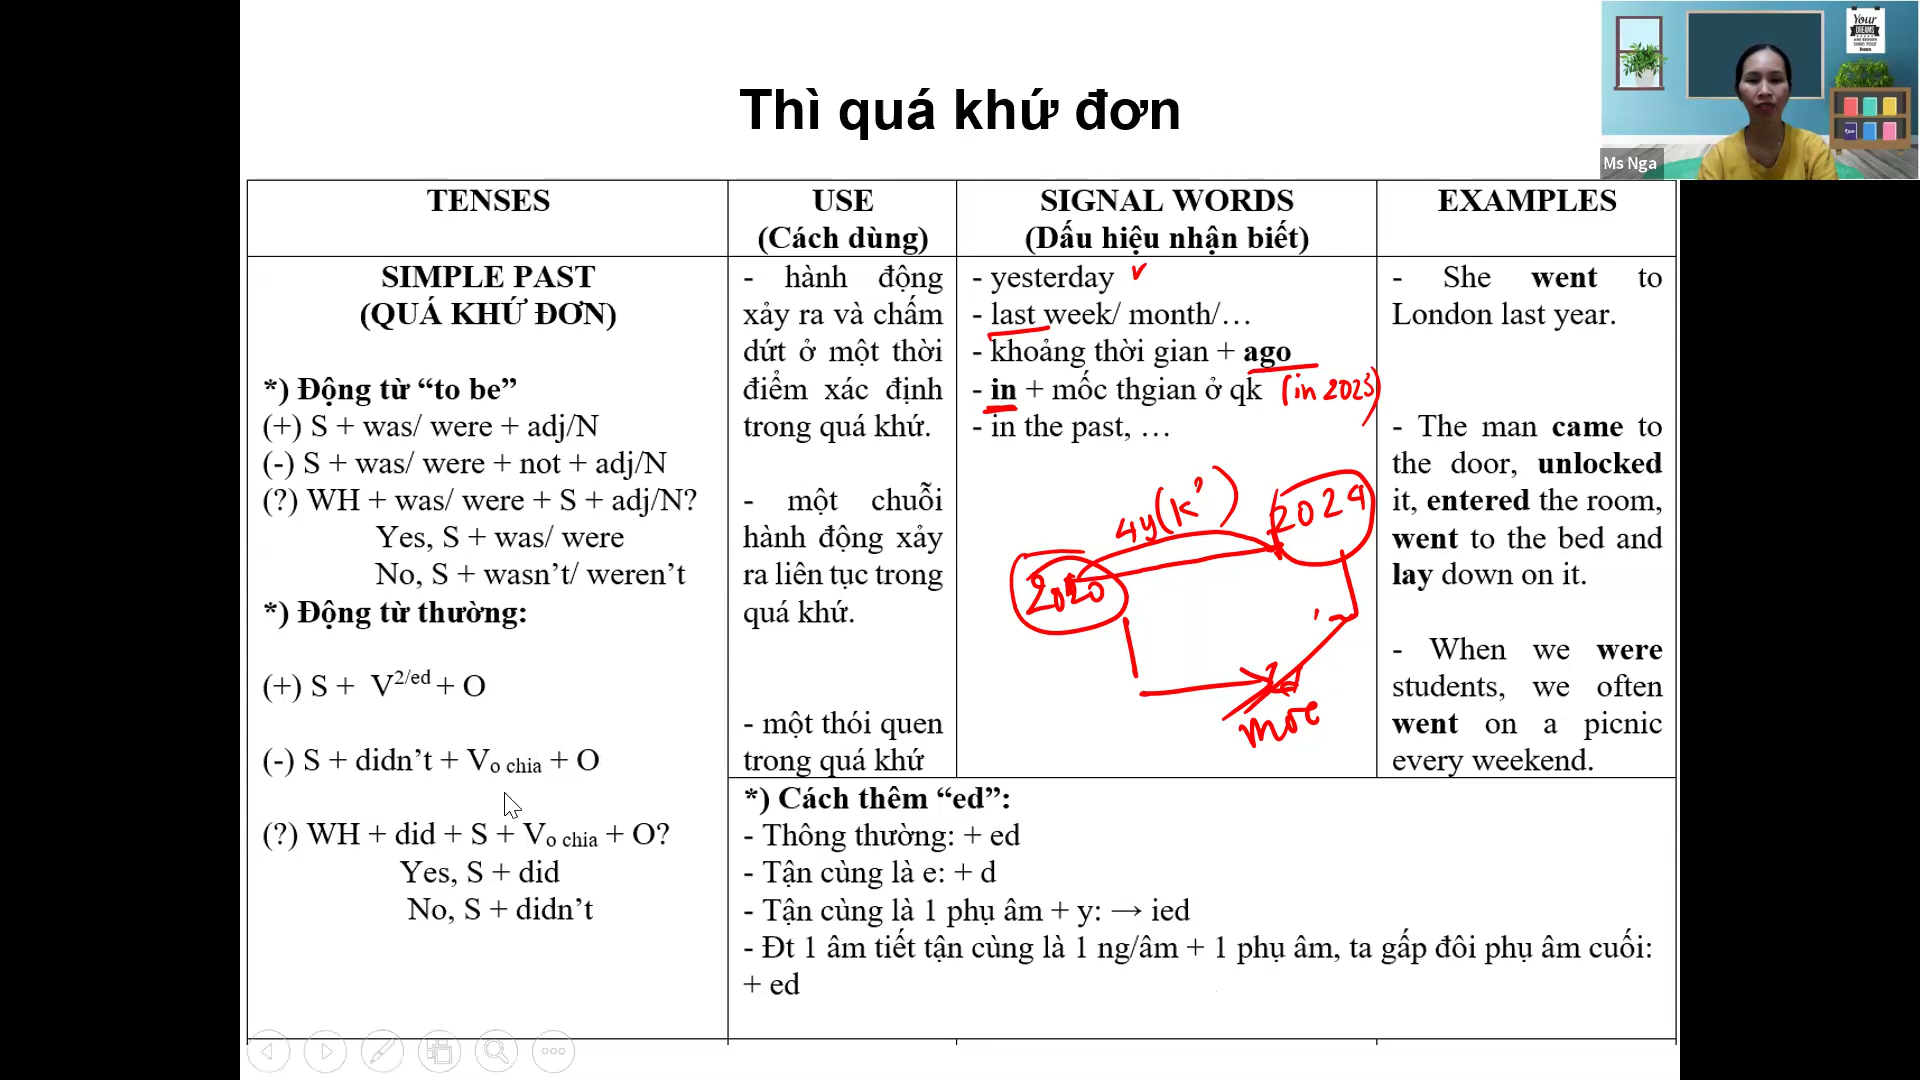 Thì quá khứ đơn
Your
DREAMS
Ms Nga
TENSES
USE
(Cách dùng)
SIGNAL WORDS
(Dấu hiệu nhận biết)
EXAMPLES
SIMPLE PAST
(QUÁ KHỨ ĐƠN)
*) Động từ “to be”
(+) S + was/ were + adj/N
(-) S + was/ were + not + adj/N
(?) WH + was/ were + S + adj/N?
Yes, S + was/ were
No, S + wasn’t/ weren’t
*) Động từ thường:
(+) S + V2/ed + O
(-) S + didn’t + Vo chia + O
(?) WH + did + S + Vo chia + O?
Yes, S + did
No, S + didn’t
- hành động
xảy ra và chấm
dứt ở một thời
điểm xác định
trong quá khứ.
- một chuỗi
hành động xảy
ra liên tục trong
quá khứ.
- một thói quen
trong quá khứ
- yesterday
- last week/ month/…
- khoảng thời gian + ago
- in + mốc thgian ở qk (in 2023)
- in the past, …
4y (k’)
2024
2020
moc
- She went to
London last year.
- The man came to
the door, unlocked
it, entered the room,
went to the bed and
lay down on it.
- When we were
students, we often
went on a picnic
every weekend.
*) Cách thêm “ed”:
- Thông thường: + ed
- Tận cùng là e: + d
- Tận cùng là 1 phụ âm + y: → ied
- Đt 1 âm tiết tận cùng là 1 ng/âm + 1 phụ âm, ta gấp đôi phụ âm cuối:
+ ed